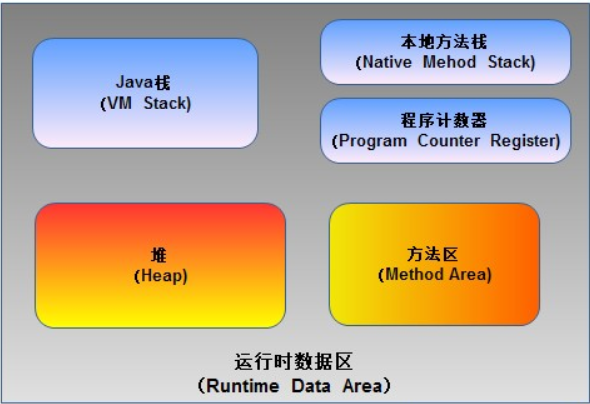 Java栈
(VM Stack)
本地方法栈
(Native Mehod Stack)
程序计数器
(Program Counter Register)
堆
(Heap)
方法区
(Method Area)
运行时数据区
(Runtime Data Area)